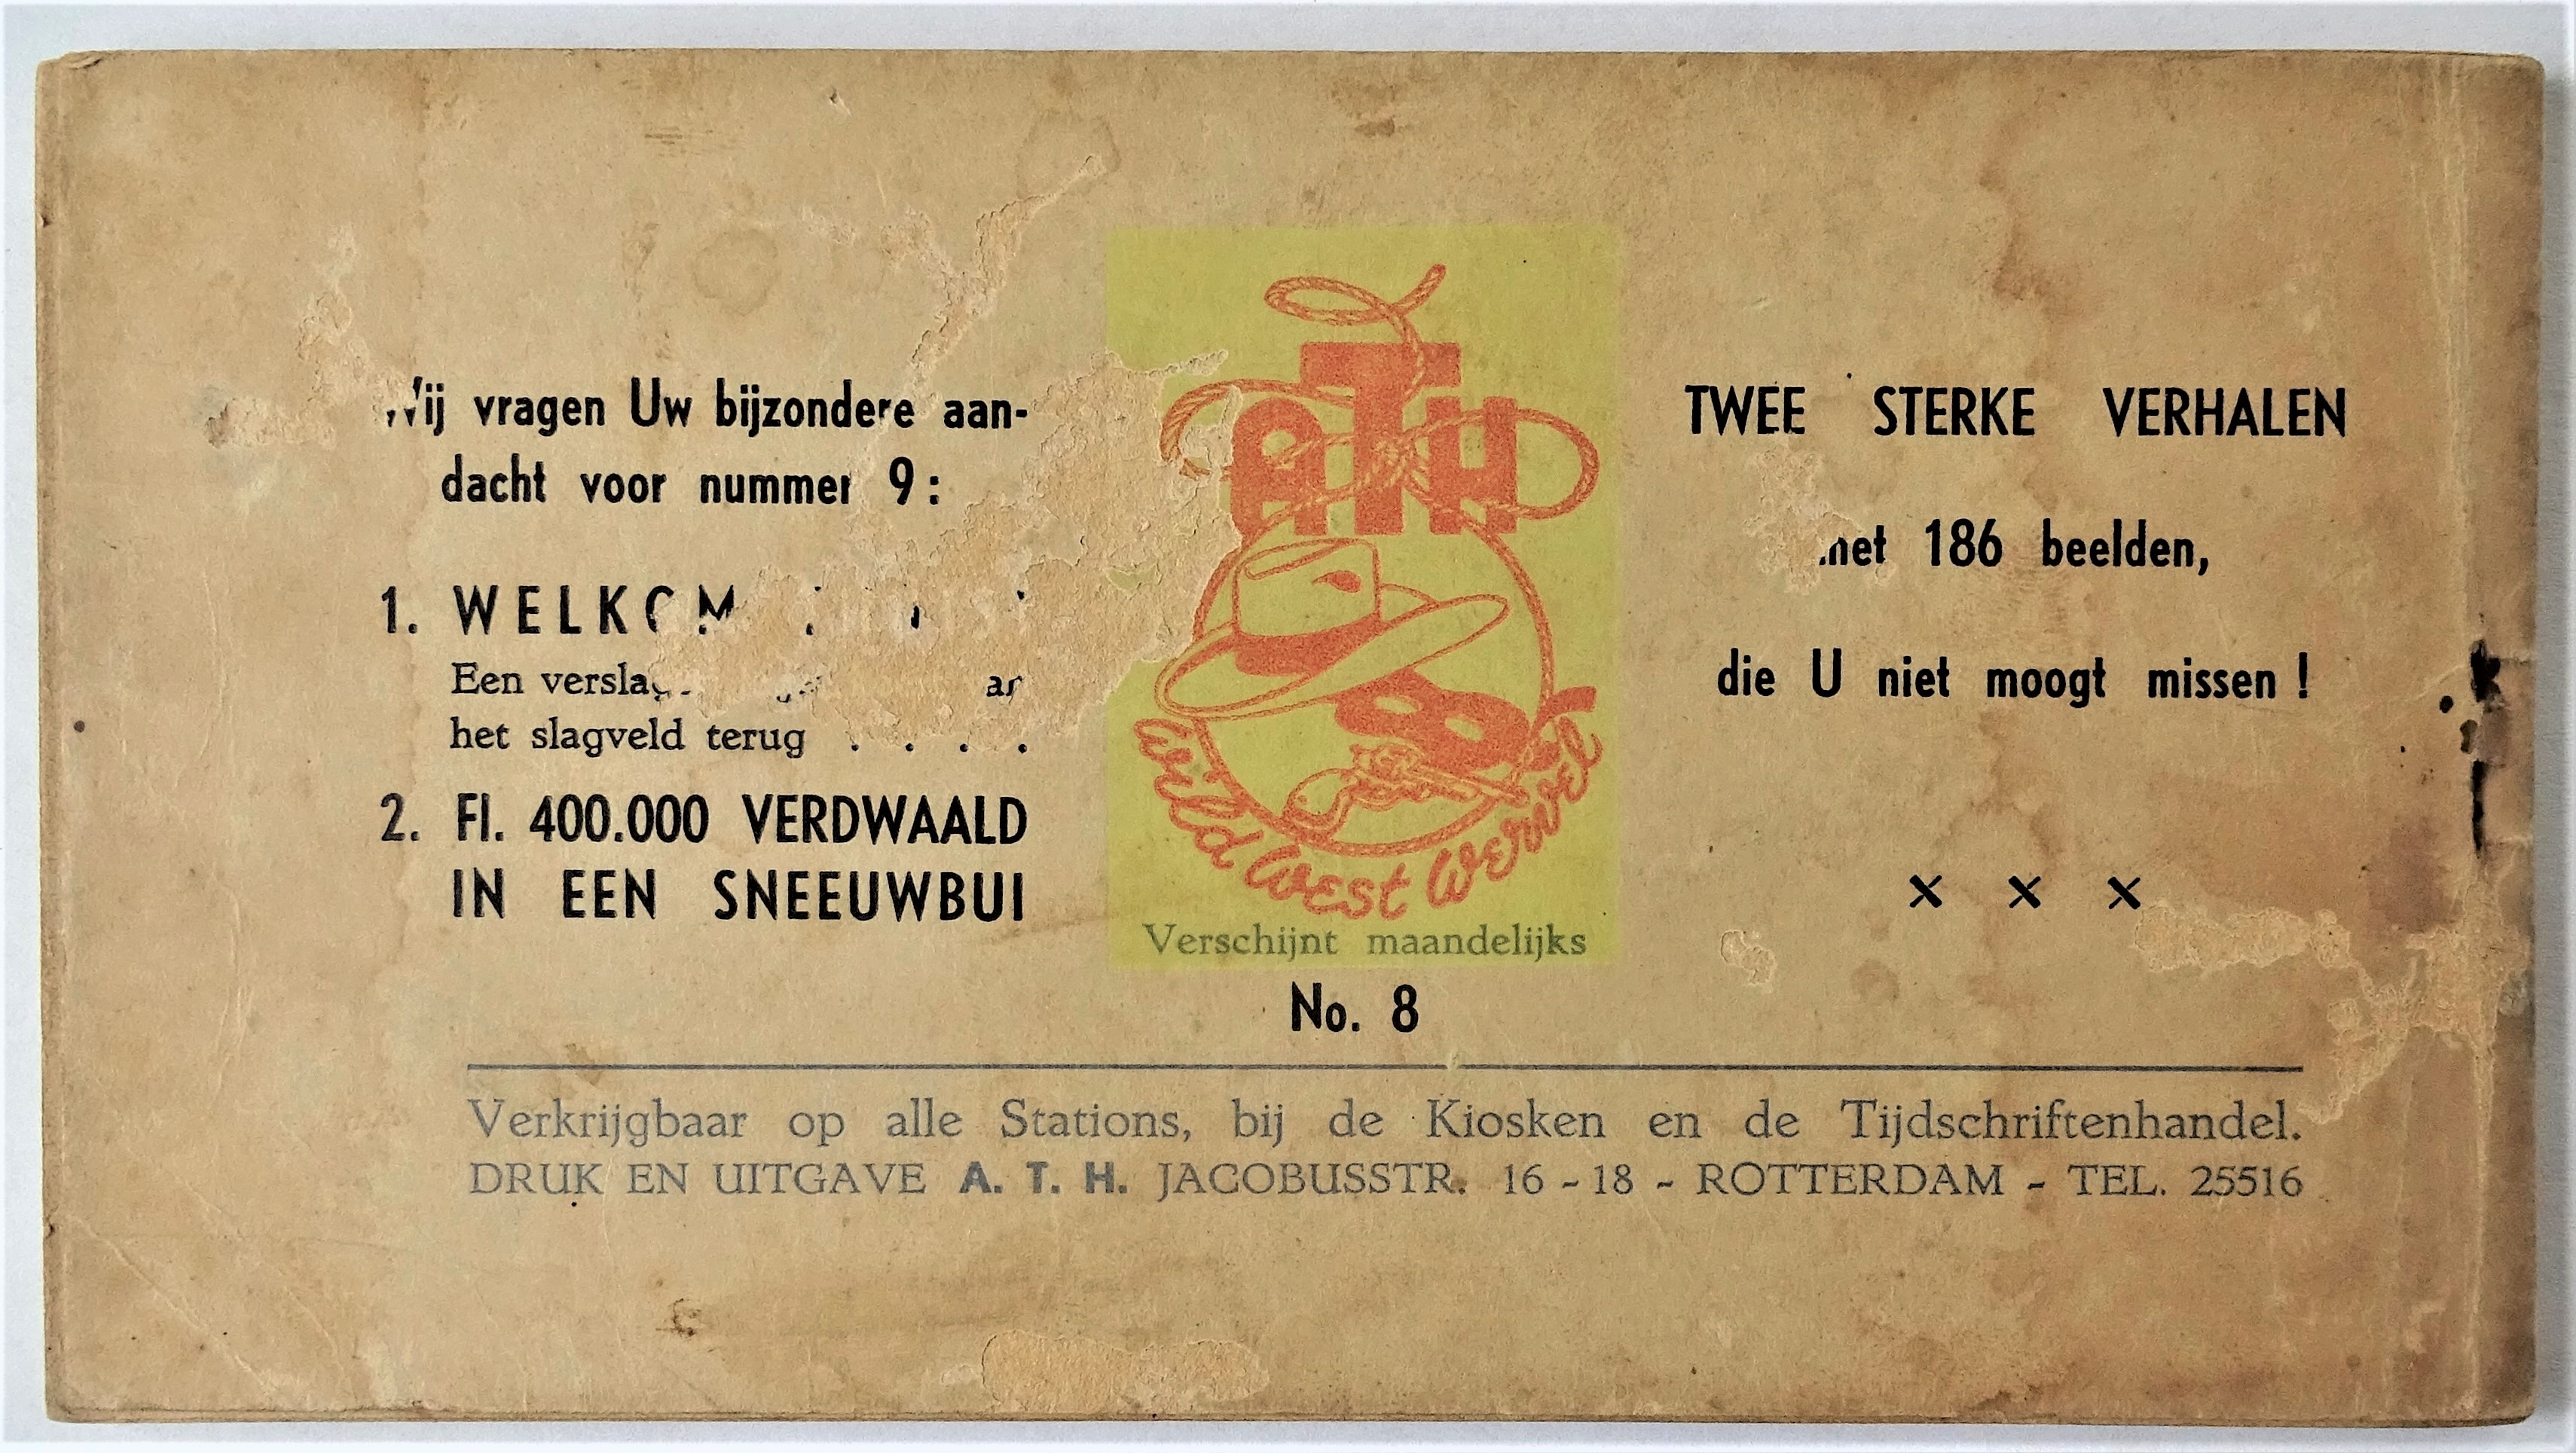 Wij vragen Uw bijzondere aan-
dacht voor nummer 9:
1. WELKOM
Een verslag
het slagveld terug . . . .
2. Fl. 400.000 VERDWAALD
IN EEN SNEEUWBUI
ATH
Wild West Wervel
Verschijnt maandelijks
No. 8
TWEE STERKE VERHALEN
met 186 beelden,
die U niet moogt missen !
× × ×
Verkrijgbaar op alle Stations, bij de Kiosken en de Tijdschriftenhandel.
DRUK EN UITGAVE A. T. H. JACOBUSSTR. 16 - 18 - ROTTERDAM - TEL. 25516